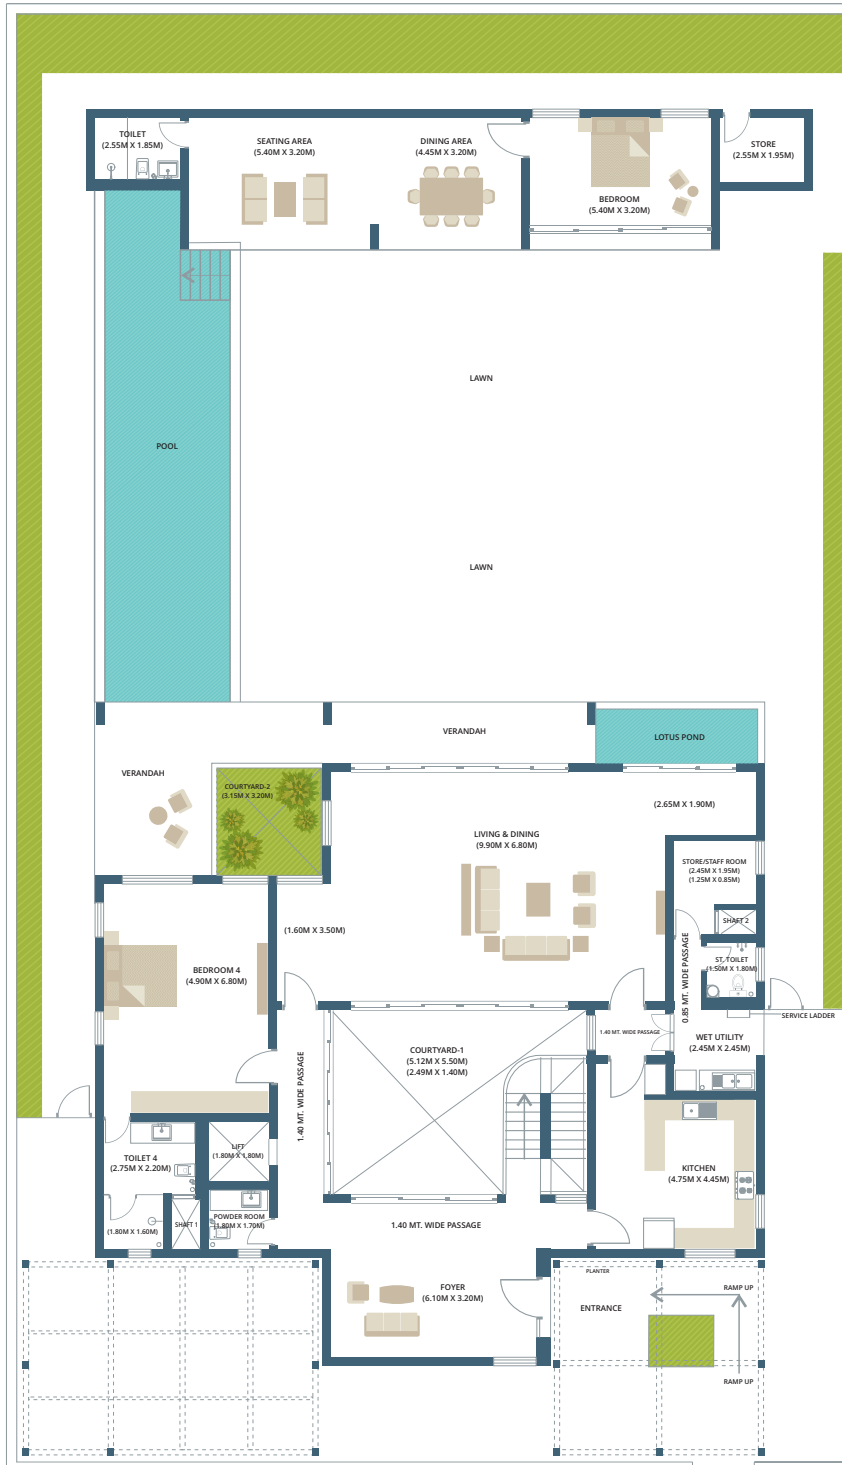 TOILET
(2.55M X 1.85M)
SEATING AREA
(5.40M X 3.20M)
DINING AREA
(4.45M X 3.20M)
STORE
(2.55M X 1.95M)
BEDROOM
(5.40M X 3.20M)
LAWN
POOL
LAWN
VERANDAH
LOTUS POND
VERANDAH
COURTYARD-2
(3.15M X 3.20M)
(2.65M X 1.90M)
LIVING & DINING
(9.90M X 6.80M)
STORE/STAFF ROOM
(2.45M X 1.95M)
(1.25M X 0.85M)
SHAFT 2
(1.60M X 3.50M)
ST. TOILET
(1.50M X 1.80M)
BEDROOM 4
(4.90M X 6.80M)
0.85 MT. WIDE PASSAGE
SERVICE LADDER
1.40 MT. WIDE PASSAGE
WET UTILITY
(2.45M X 2.45M)
COURTYARD-1
(5.12M X 5.50M)
(2.49M X 1.40M)
1.40 MT. WIDE PASSAGE
LIFT
(1.80M X 1.80M)
TOILET 4
(2.75M X 2.20M)
KITCHEN
(4.75M X 4.45M)
POWDER ROOM
(1.80M X 1.70M)
SHAFT 1
(1.80M X 1.60M)
1.40 MT. WIDE PASSAGE
PLANTER
FOYER
(6.10M X 3.20M)
RAMP UP
ENTRANCE
RAMP UP